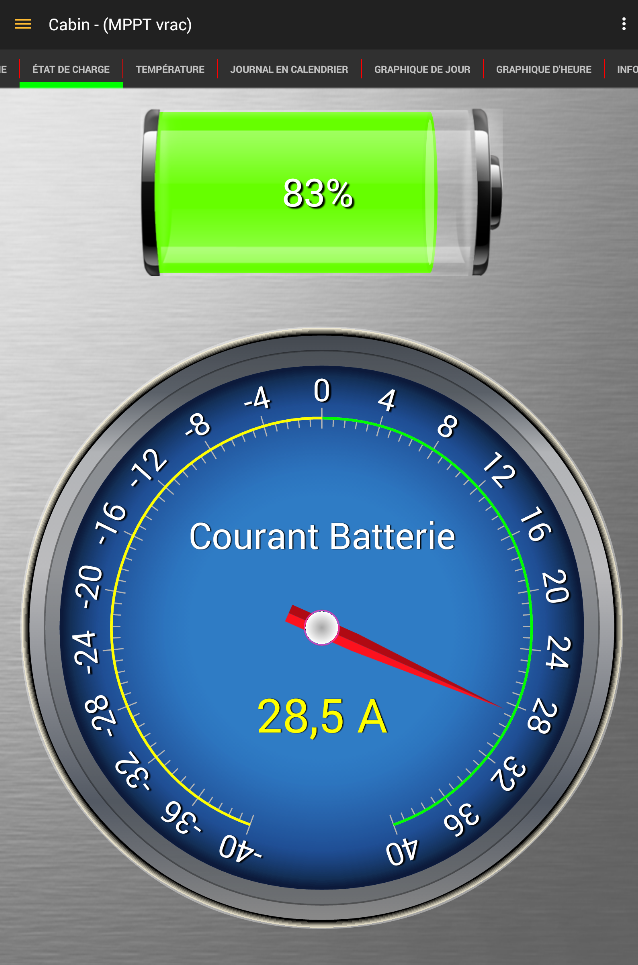 Cabin - (MPPT vrac)
IE
ÉTAT DE CHARGE
TEMPÉRATURE
JOURNAL EN CALENDRIER
GRAPHIQUE DE JOUR
GRAPHIQUE D'HEURE
INFO
83%
-40
-36
-32
-28
-24
-20
-16
-12
-8
-4
0
4
8
12
16
20
24
28
32
36
40
Courant Batterie
28,5 A